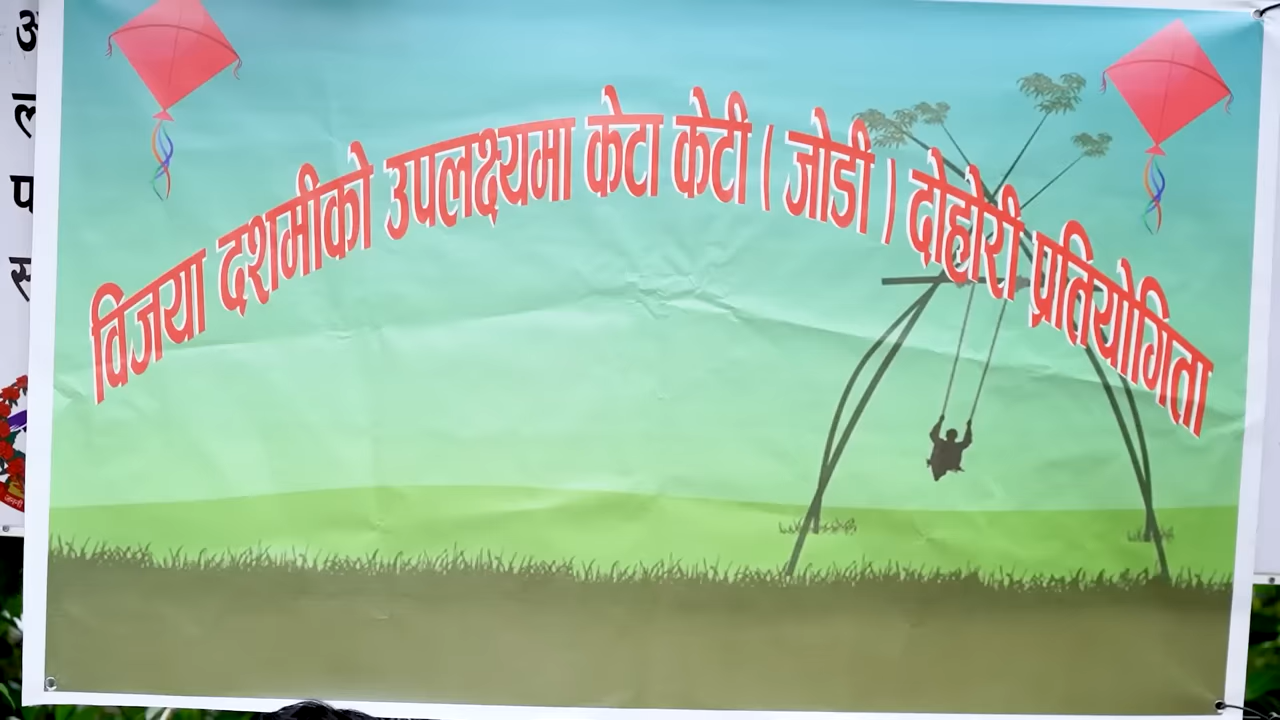 विजया दशमीको उपलक्ष्यमा केटा केटी ( जोडी ) दोहोरी प्रतियोगिता